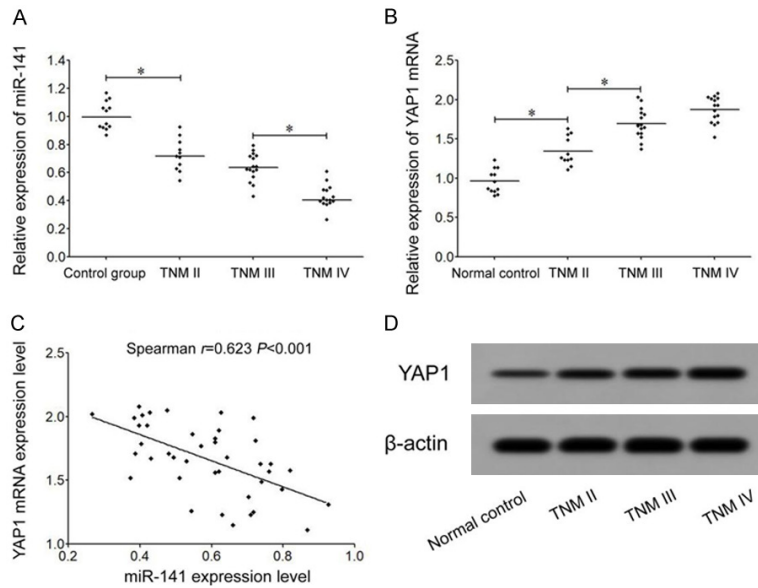 A
Relative expression of miR-141
1.4
1.2
1.0
0.8
0.6
0.4
0.2
0.0
*
*
Control group TNM II TNM III TNM IV
B
Relative expression of YAP1 mRNA
2.5
2.0
1.5
1.0
0.5
0.0
*
*
Normal control TNM II TNM III TNM IV
C
YAP1 mRNA expression level
2.5
2.0
1.5
1.0
Spearman r=0.623 P<0.001
0.2 0.4 0.6 0.8 1.0
miR-141 expression level
D
YAP1
β-actin
Normal control TNM II TNM III TNM IV